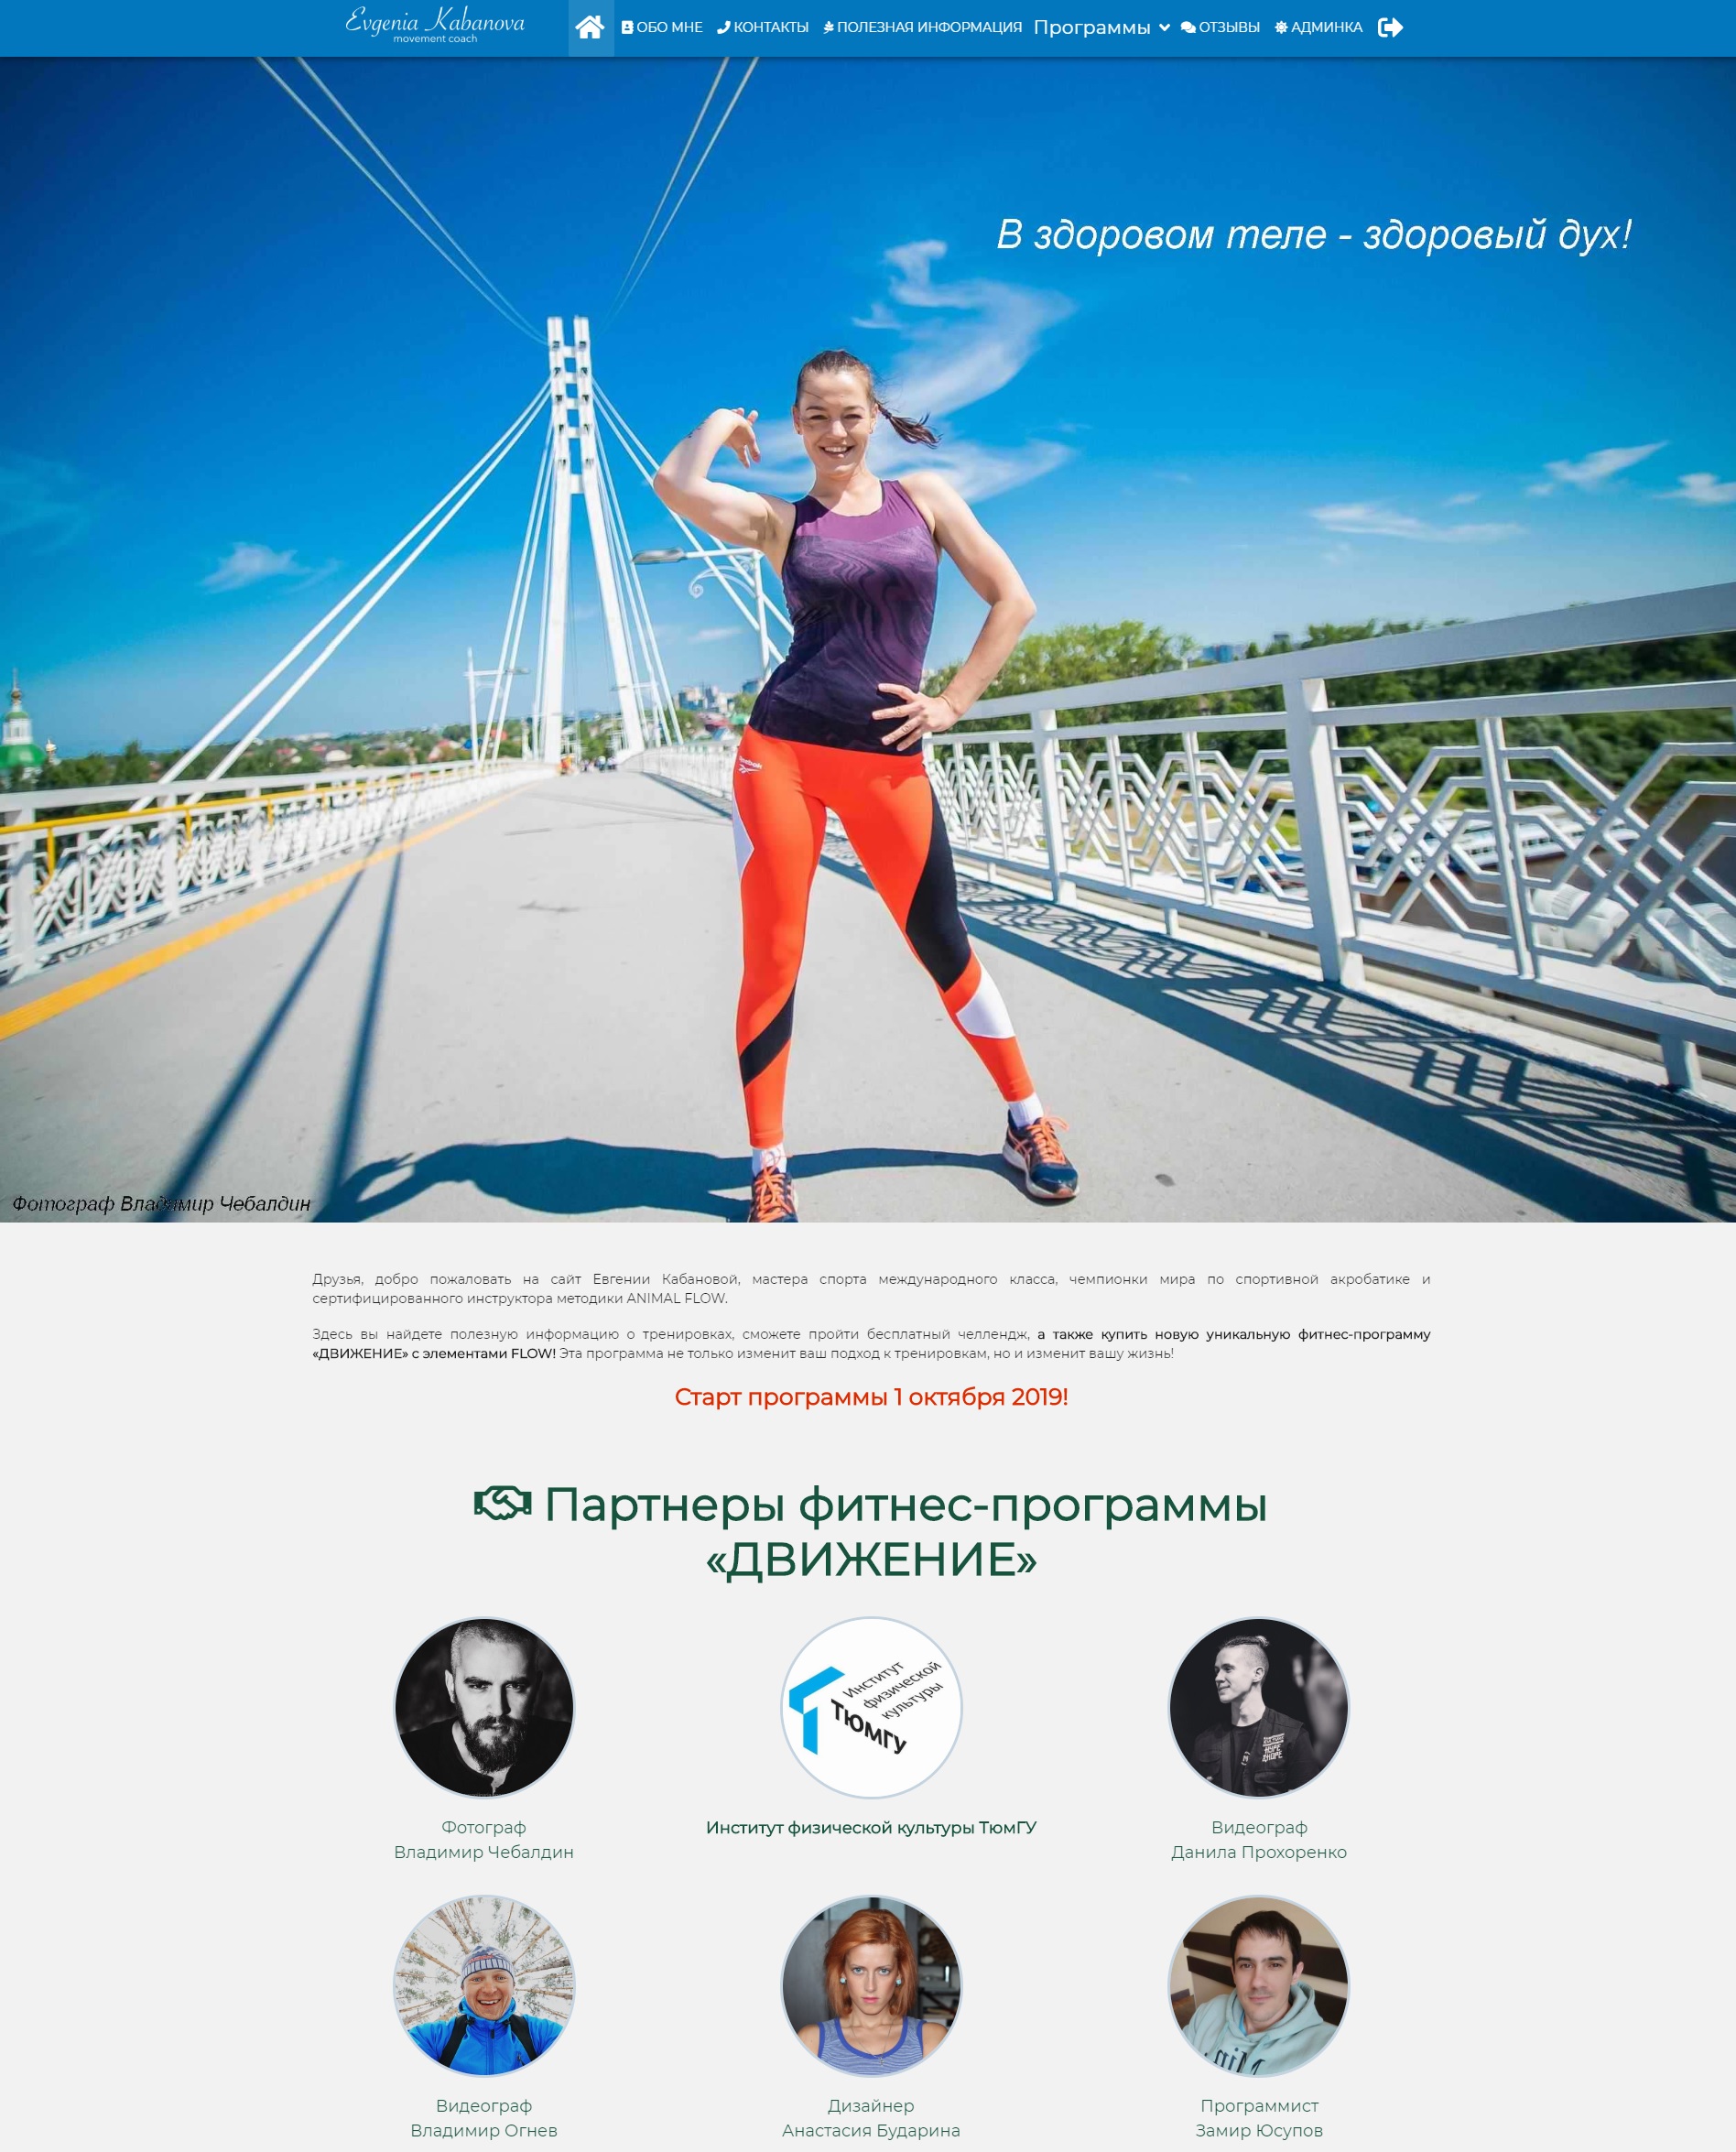 Evgenia Kabanova
movement coach
ОБО МНЕ КОНТАКТЫ ПОЛЕЗНАЯ ИНФОРМАЦИЯ Программы ОТЗЫВЫ АДМИНКА
В здоровом теле - здоровый дух!
Reebok
Фотограф Владимир Чебалдин
Друзья, добро пожаловать на сайт Евгении Кабановой, мастера спорта международного класса, чемпионки мира по спортивной акробатике и
сертифицированного инструктора методики ANIMAL FLOW.
Здесь вы найдете полезную информацию о тренировках, сможете пройти бесплатный челлендж, а также купить новую уникальную фитнес-программу
«ДВИЖЕНИЕ» с элементами FLOW! Эта программа не только изменит ваш подход к тренировкам, но и изменит вашу жизнь!
Старт программы 1 октября 2019!
Партнеры фитнес-программы
«ДВИЖЕНИЕ»
Институт
физической
культуры
ТЮМГУ
Фотограф
Владимир Чебалдин
Институт физической культуры ТюмГУ
Видеограф
Данила Прохоренко
Видеограф
Владимир Огнев
Дизайнер
Анастасия Бударина
Программист
Замир Юсупов